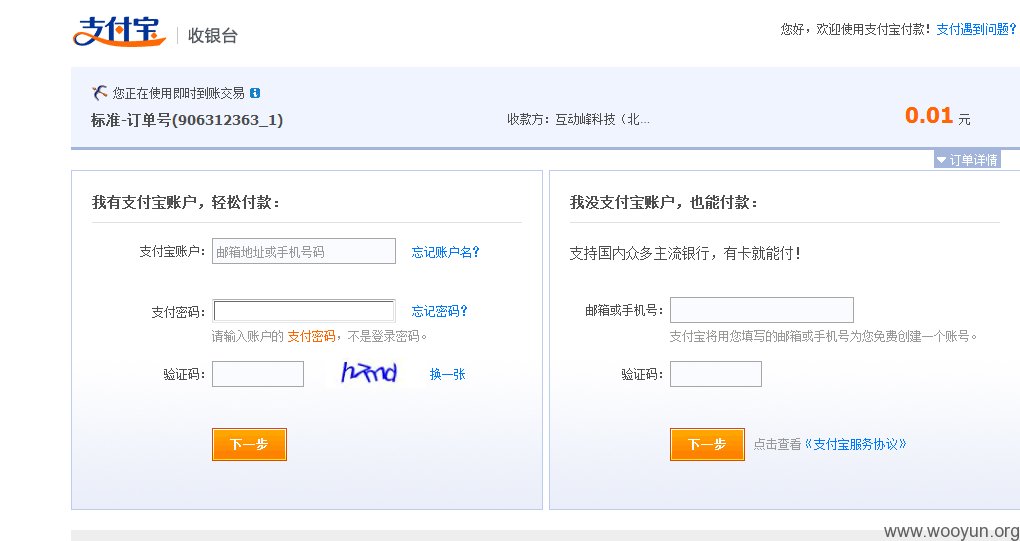 支付宝 收银台
您好，欢迎使用支付宝付款！支付遇到问题？
您正在使用即时到账交易
标准-订单号(906312363_1)
收款方：互动峰科技（北...
0.01 元
订单详情
我有支付宝账户，轻松付款：
支付宝账户：邮箱地址或手机号码 忘记账户名？
支付密码： 忘记密码？
请输入账户的 支付密码，不是登录密码。
验证码： 换一张
下一步
我没支付宝账户，也能付款：
支持国内众多主流银行，有卡就能付！
邮箱或手机号：
支付宝将用您填写的邮箱或手机号为您免费创建一个账号。
验证码：
下一步 点击查看《支付宝服务协议》
www.wooyun.org